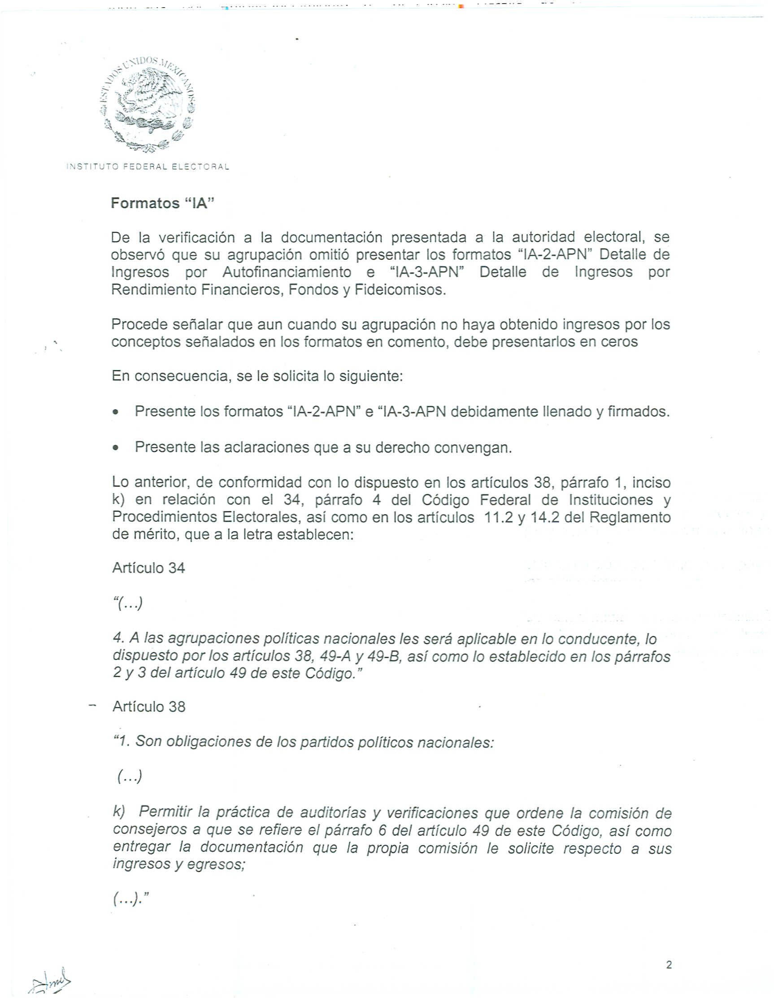 ESTADOS UNIDOS MEXICANOS
INSTITUTO FEDERAL ELECTORAL
Formatos “IA”
De la verificación a la documentación presentada a la autoridad electoral, se
observó que su agrupación omitió presentar los formatos “IA-2-APN” Detalle de
Ingresos por Autofinanciamiento e “IA-3-APN” Detalle de Ingresos por
Rendimiento Financieros, Fondos y Fideicomisos.
Procede señalar que aun cuando su agrupación no haya obtenido ingresos por los
conceptos señalados en los formatos en comento, debe presentarlos en ceros
En consecuencia, se le solicita lo siguiente:
• Presente los formatos “IA-2-APN” e “IA-3-APN debidamente llenado y firmados.
• Presente las aclaraciones que a su derecho convengan.
Lo anterior, de conformidad con lo dispuesto en los artículos 38, párrafo 1, inciso
k) en relación con el 34, párrafo 4 del Código Federal de Instituciones y
Procedimientos Electorales, así como en los artículos 11.2 y 14.2 del Reglamento
de mérito, que a la letra establecen:
Artículo 34
“(...)
4. A las agrupaciones políticas nacionales les será aplicable en lo conducente, lo
dispuesto por los artículos 38, 49-A y 49-B, así como lo establecido en los párrafos
2 y 3 del artículo 49 de este Código.”
Artículo 38
“1. Son obligaciones de los partidos políticos nacionales:
(...)
k) Permitir la práctica de auditorías y verificaciones que ordene la comisión de
consejeros a que se refiere el párrafo 6 del artículo 49 de este Código, así como
entregar la documentación que la propia comisión le solicite respecto a sus
ingresos y egresos;
(...).”
2